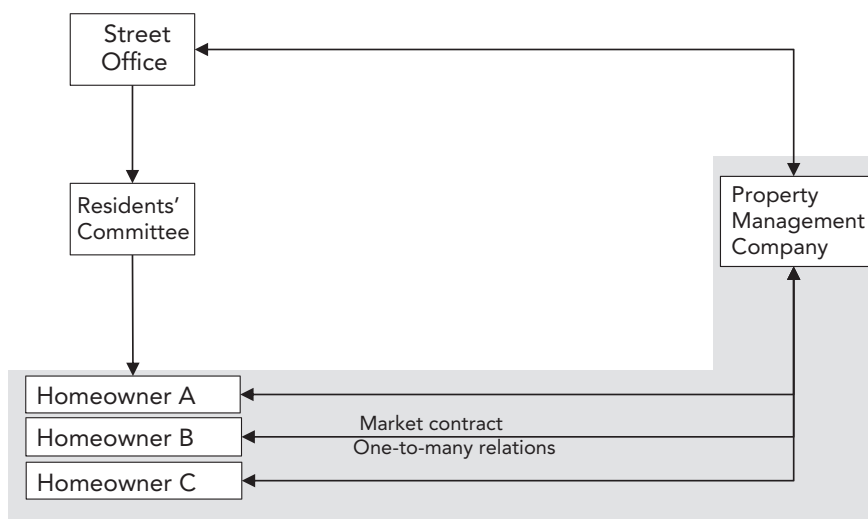 Street
Office
Residents'
Committee
Property
Management
Company
Homeowner A
Homeowner B
Homeowner C
Market contract
One-to-many relations